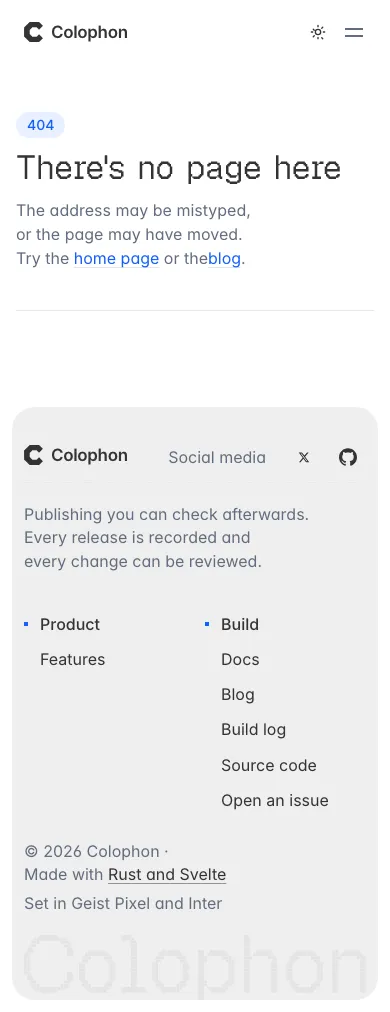 Colophon
404
There's no page here
The address may be mistyped,
or the page may have moved.
Try the home page or theblog.
Colophon
Social media
Publishing you can check afterwards.
Every release is recorded and
every change can be reviewed.
Product
Features
Build
Docs
Blog
Build log
Source code
Open an issue
© 2026 Colophon ·
Made with Rust and Svelte
Set in Geist Pixel and Inter
Colophon